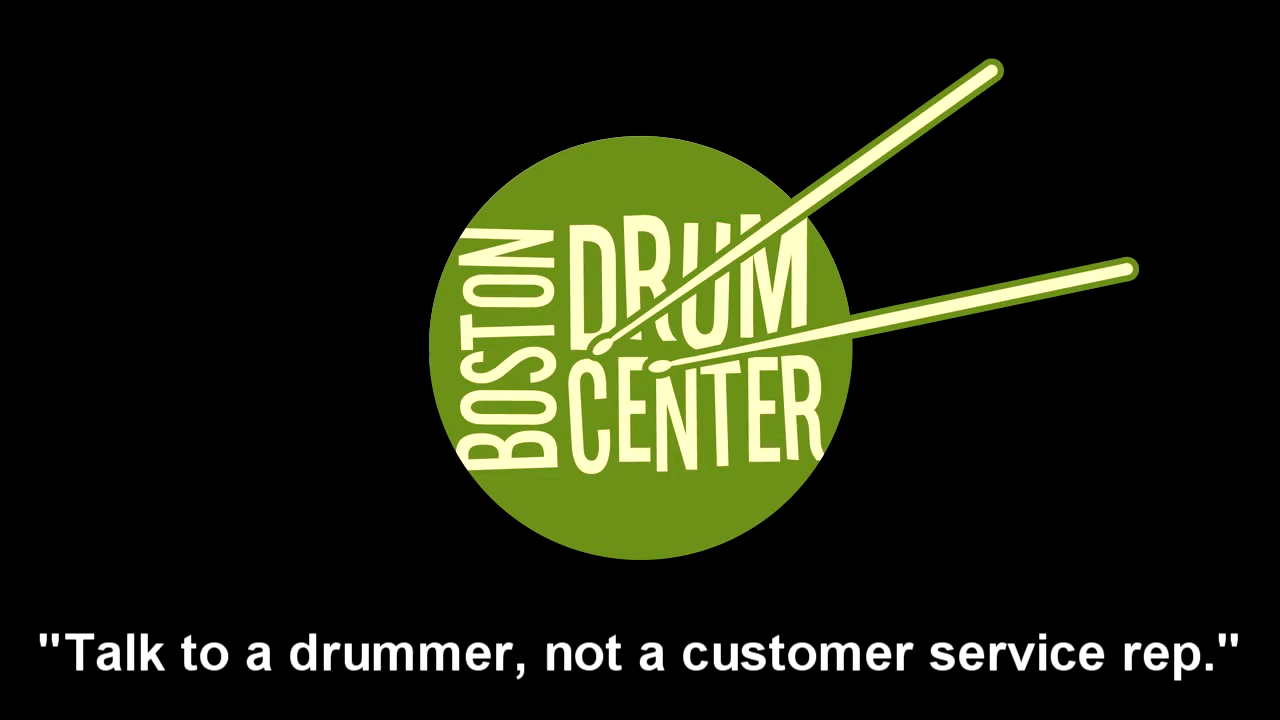 BOSTON
DRUM
CENTER
"Talk to a drummer, not a customer service rep."